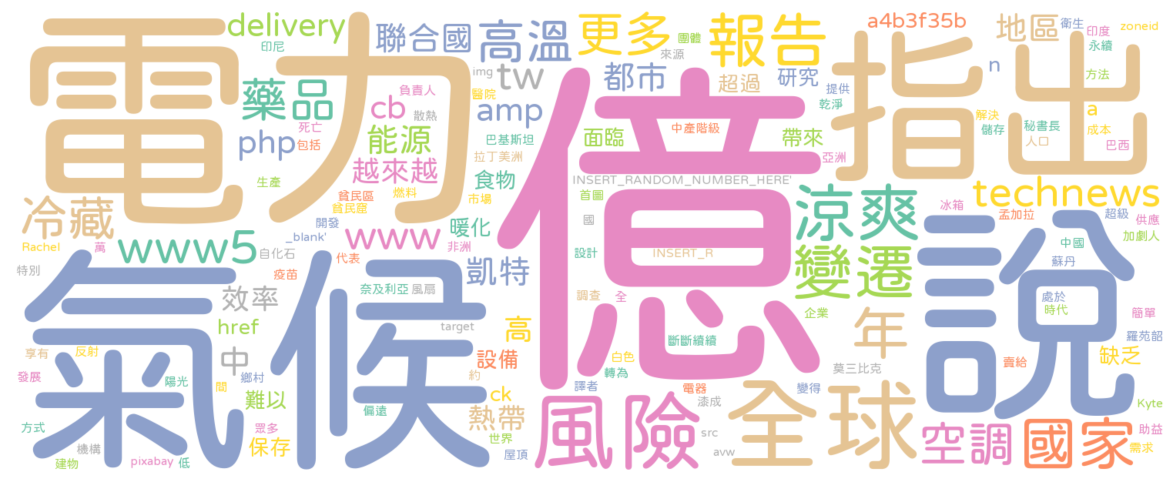 電力
億
指出
氣候
說
delivery
印尼
聯合國
高溫
更多
團體
來源
報告
a4b3f35b
地區
衛生
印度
永續
zoneid
img
tw
都市
超過
研究
n
方法
藥品
負責人
cb
散熱
醫院
amp
提供
乾淨
a
解決
儲存
成本
死亡
php
包括
能源
巴基斯坦
面臨
中產階級
帶來
亞洲
秘書長
人口
巴西
越來越
拉丁美洲
生產
貧民區
貧民窟
燃料
食物
市場
INSERT_RANDOM_NUMBER_HERE'
首圖
technews
冷藏
開發
_blank'
www
暖化
非洲
國
涼爽
冰箱
孟加拉
超級
供應
加劇人
Rachel
萬
www5
自化石
代表
凱特
設計
INSERT_R
變遷
中國
蘇丹
特別
疫苗
奈及利亞
風扇
調查
全
企業
處於
時代
效率
簡單
href
target
高
年
羅苑韶
享有
反射
中
設備
約
斷斷續續
白色
轉為
莫三比克
賣給
缺乏
發展
陽光
鄉村
間
難以
ck
譯者
電器
漆成
變得
偏遠
熱帶
風險
全球
Kyte
方式
眾多
世界
src
空調
國家
助益
機構
保存
屋頂
avw
需求
建物
pixabay
低